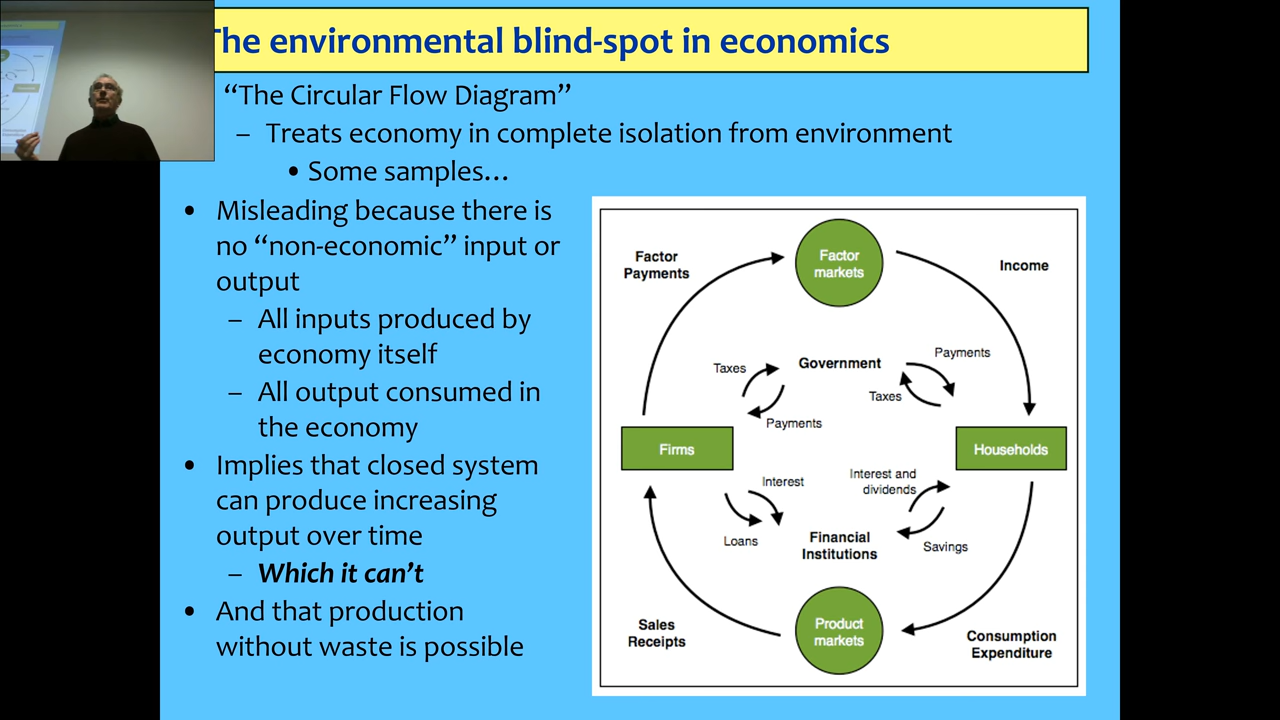 The environmental blind-spot in economics
“The Circular Flow Diagram”
– Treats economy in complete isolation from environment
• Some samples…
• Misleading because there is
no “non-economic” input or
output
– All inputs produced by
economy itself
– All output consumed in
the economy
• Implies that closed system
can produce increasing
output over time
– Which it can’t
• And that production
without waste is possible
Factor
markets
Factor
Payments
Income
Government
Taxes
Payments
Payments
Taxes
Firms
Households
Interest
Loans
Interest and
dividends
Savings
Financial
Institutions
Product
markets
Sales
Receipts
Consumption
Expenditure